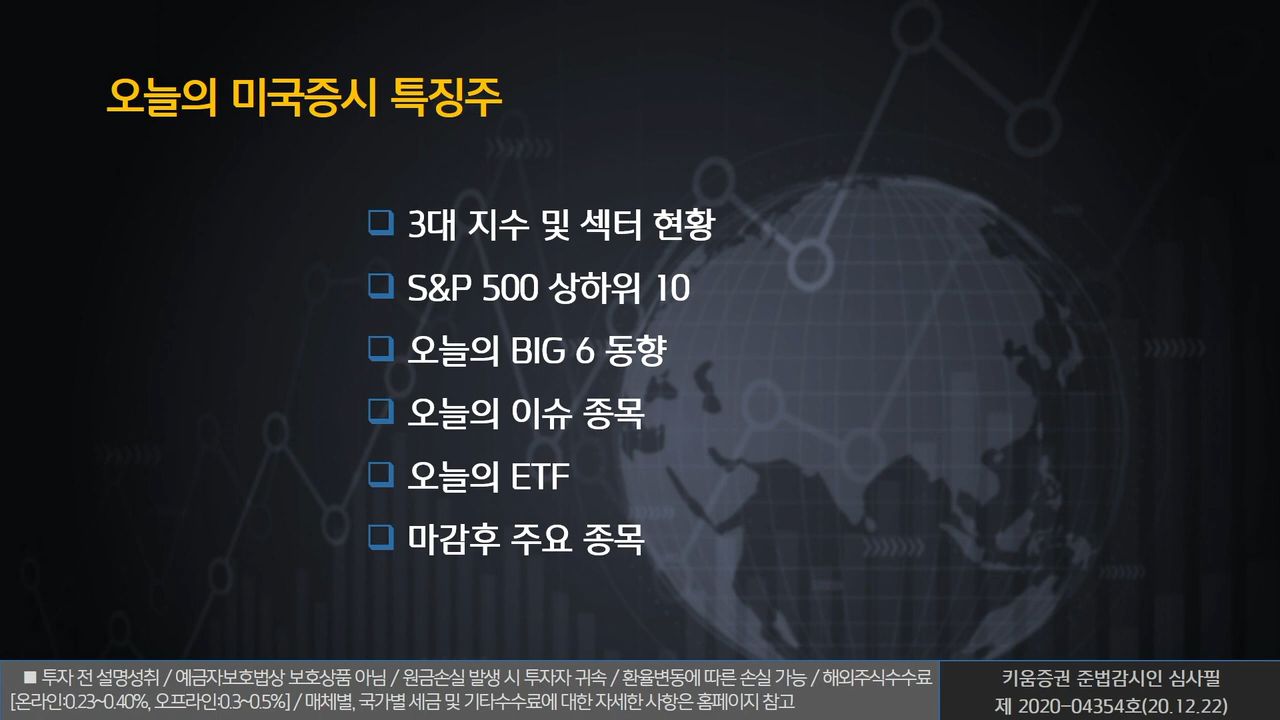 오늘의 미국증시 특징주
❑ 3대 지수 및 섹터 현황
❑ S&P 500 상하위 10
❑ 오늘의 BIG 6 동향
❑ 오늘의 이슈 종목
❑ 오늘의 ETF
❑ 마감후 주요 종목
■ 투자 전 설명성취 / 예금자보호법상 보호상품 아님 / 원금손실 발생 시 투자자 귀속 / 환율변동에 따른 손실 가능 / 해외주식수수료
[온라인:0.23~0.40%, 오프라인:0.3~0.5%] / 매체별, 국가별 세금 및 기타수수료에 대한 자세한 사항은 홈페이지 참고
키움증권 준법감시인 심사필
제 2020-04354호(20.12.22)